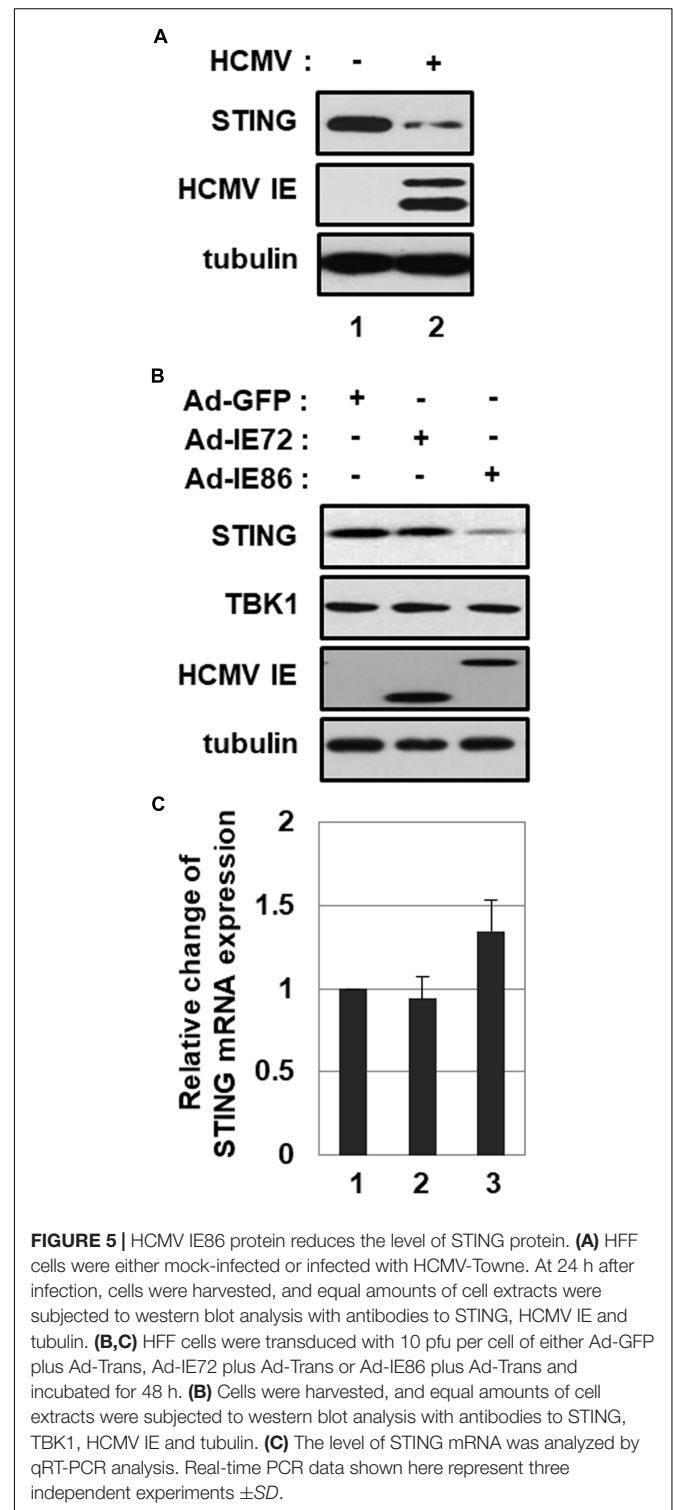 A
HCMV : - +
STING
HCMV IE
tubulin
1 2
B
Ad-GFP : + - -
Ad-IE72 : - + -
Ad-IE86 : - - +
STING
TBK1
HCMV IE
tubulin
C
Relative change of
STING mRNA expression
2
1.5
1
0.5
0
1 2 3
FIGURE 5 | HCMV IE86 protein reduces the level of STING protein. (A) HFF
cells were either mock-infected or infected with HCMV-Towne. At 24 h after
infection, cells were harvested, and equal amounts of cell extracts were
subjected to western blot analysis with antibodies to STING, HCMV IE and
tubulin. (B,C) HFF cells were transduced with 10 pfu per cell of either Ad-GFP
plus Ad-Trans, Ad-IE72 plus Ad-Trans or Ad-IE86 plus Ad-Trans and
incubated for 48 h. (B) Cells were harvested, and equal amounts of cell
extracts were subjected to western blot analysis with antibodies to STING,
TBK1, HCMV IE and tubulin. (C) The level of STING mRNA was analyzed by
qRT-PCR analysis. Real-time PCR data shown here represent three
independent experiments ±SD.